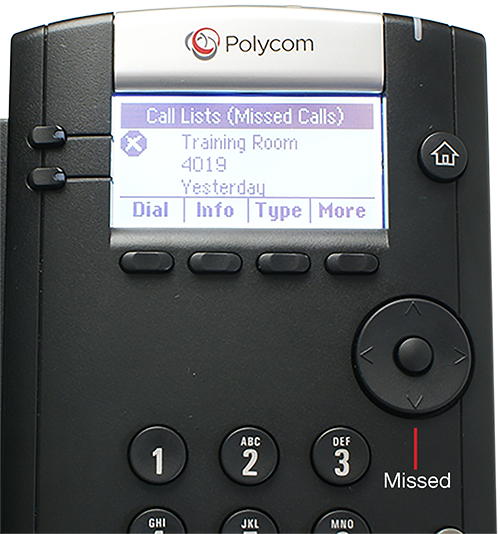 Polycom
Call Lists (Missed Calls)
Training Room
4019
Yesterday
Dial Info Type More
1 ABC 2 DEF 3
Missed
GHI JKL MNO